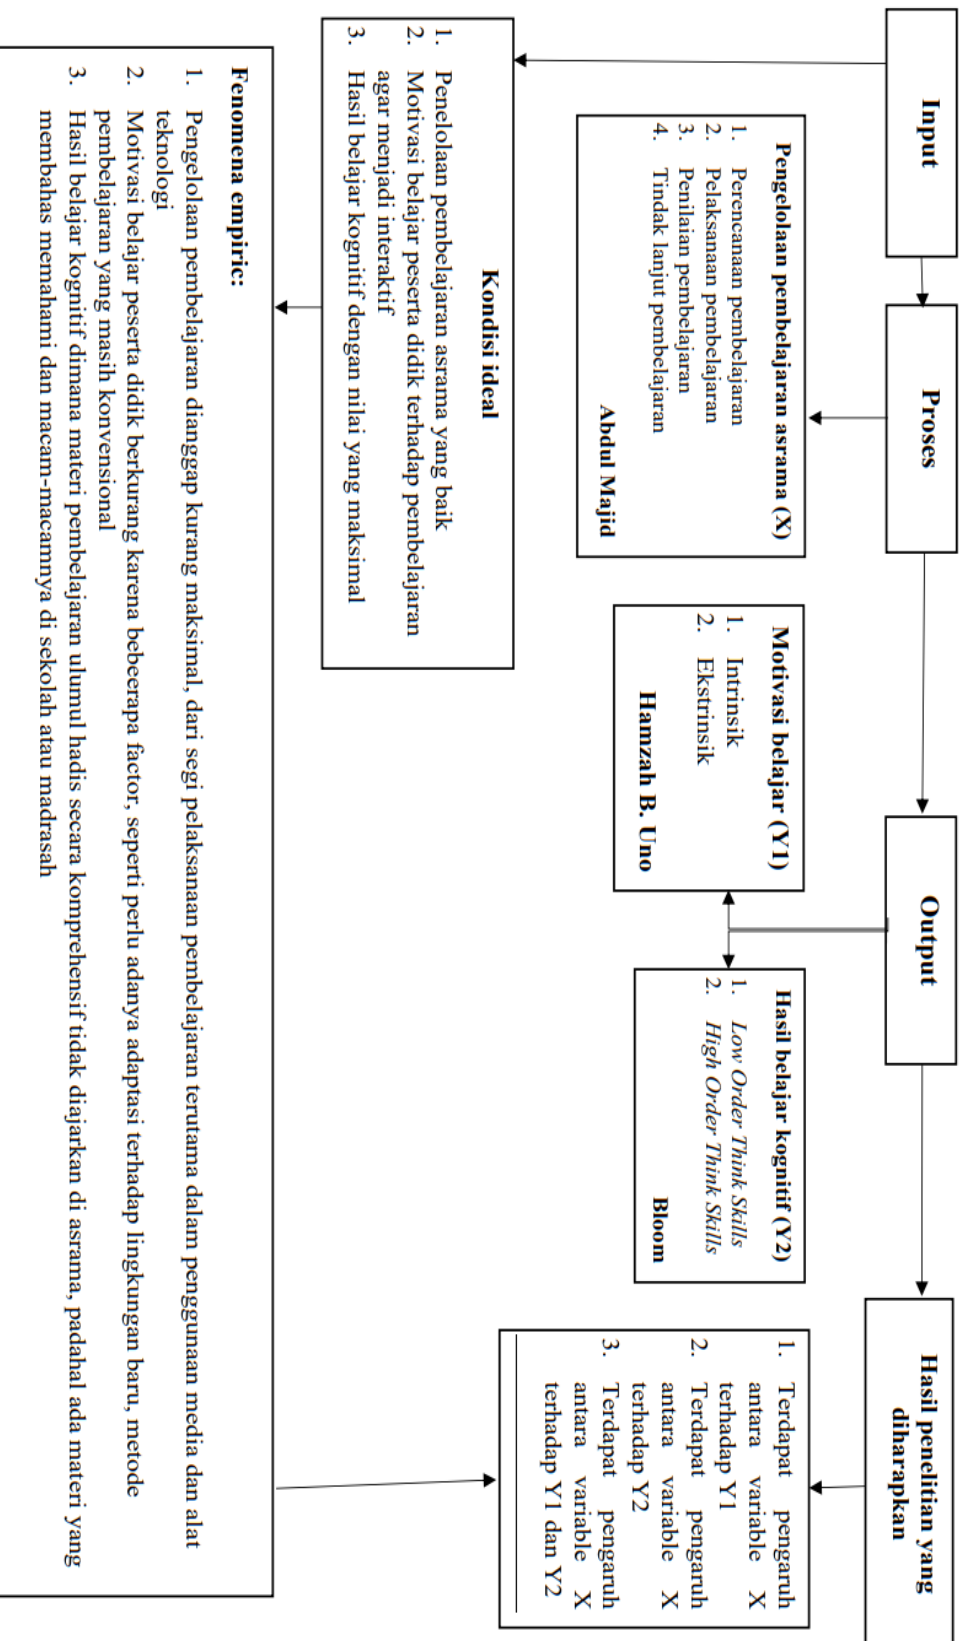 Input
Proses
Output
Hasil penelitian yang
diharapkan
Pengelolaan pembelajaran asrama (X)
1. Perencanaan pembelajaran
2. Pelaksanaan pembelajaran
3. Penilaian pembelajaran
4. Tindak lanjut pembelajaran
Abdul Majid
Motivasi belajar (Y1)
1. Intrinsik
2. Ekstrinsik
Hamzah B. Uno
Hasil belajar kognitif (Y2)
1. Low Order Think Skills
2. High Order Think Skills
Bloom
1. Terdapat pengaruh
antara variable X
terhadap Y1
2. Terdapat pengaruh
antara variable X
terhadap Y2
3. Terdapat pengaruh
antara variable X
terhadap Y1 dan Y2
Kondisi ideal
1. Penelolaan pembelajaran asrama yang baik
2. Motivasi belajar peserta didik terhadap pembelajaran
agar menjadi interaktif
3. Hasil belajar kognitif dengan nilai yang maksimal
Fenomena empiric:
1. Pengelolaan pembelajaran dianggap kurang maksimal, dari segi pelaksanaan pembelajaran terutama dalam penggunaan media dan alat
teknologi
2. Motivasi belajar peserta didik berkurang karena bebeerapa factor, seperti perlu adanya adaptasi terhadap lingkungan baru, metode
pembelajaran yang masih konvensional
3. Hasil belajar kognitif dimana materi pembelajaran ulumul hadis secara komprehensif tidak diajarkan di asrama, padahal ada materi yang
membahas memahami dan macam-macamnya di sekolah atau madrasah